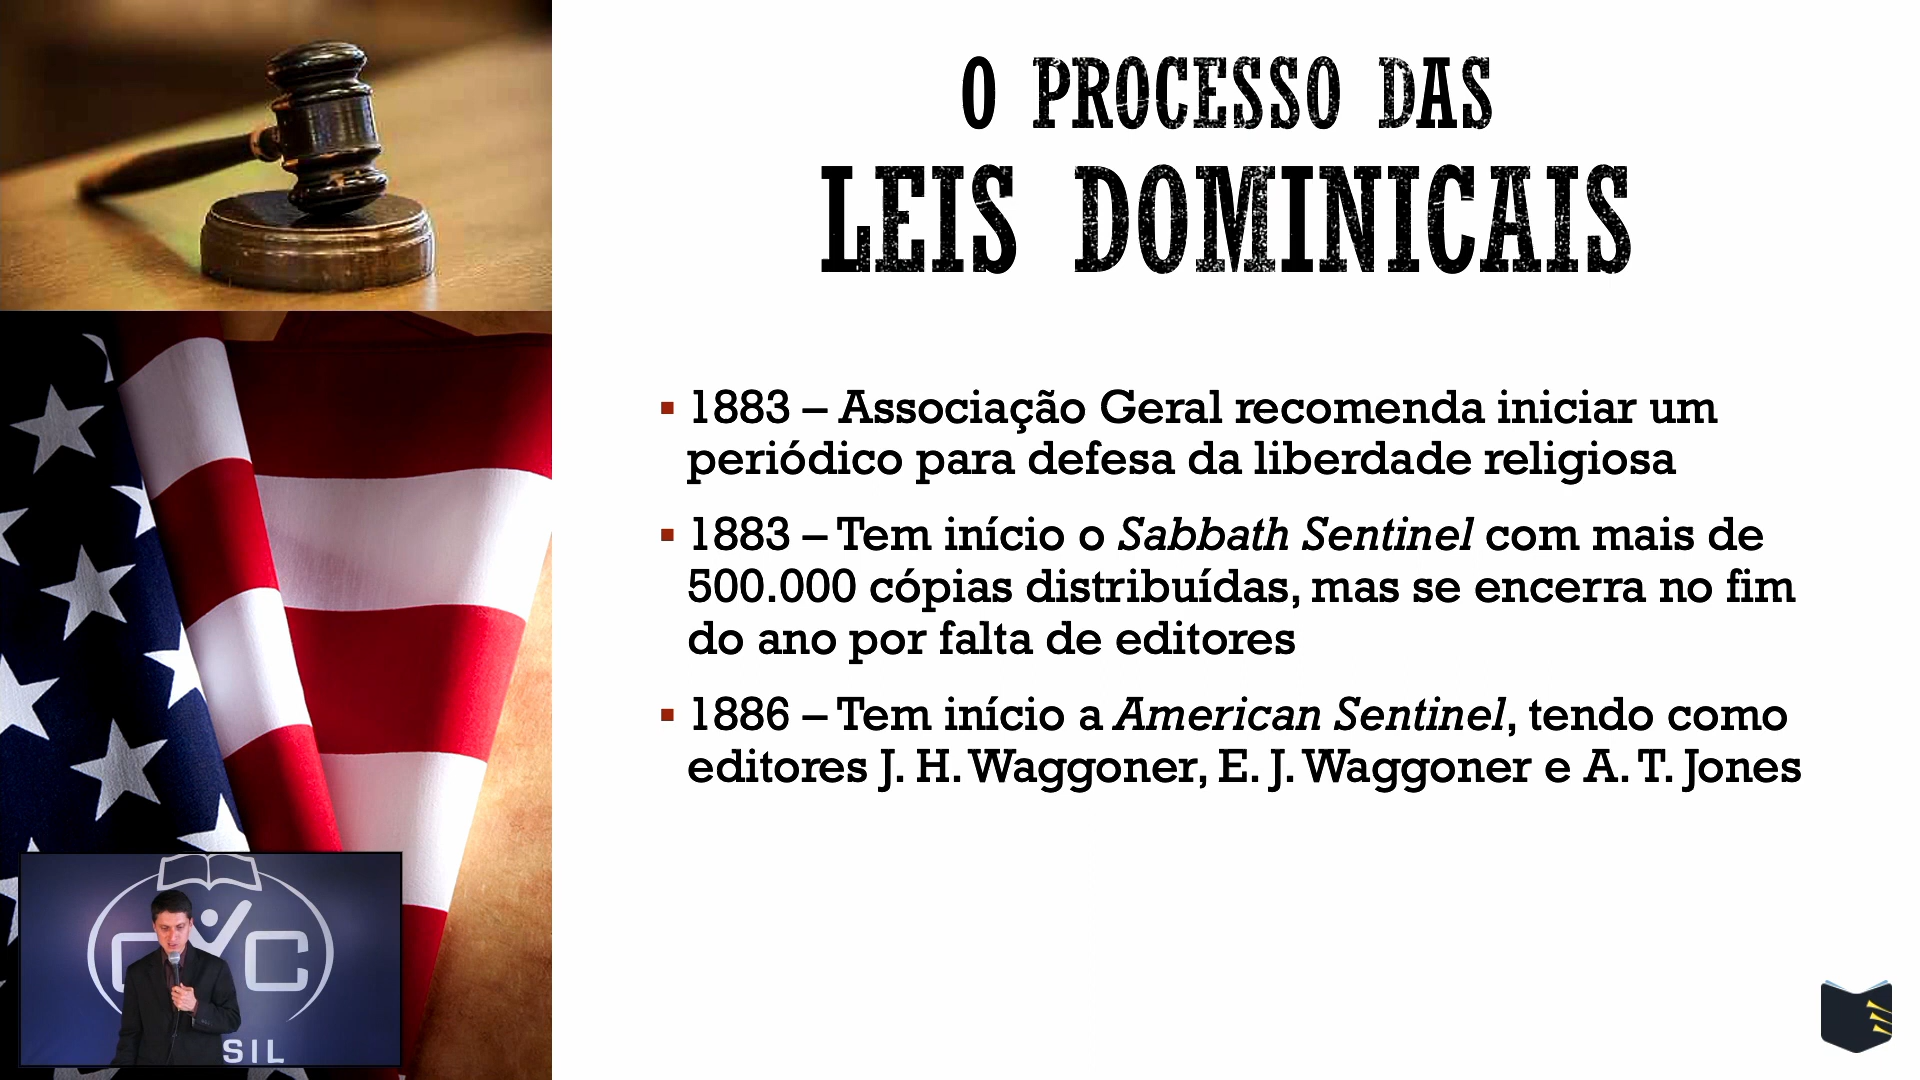 O PROCESSO DAS
LEIS DOMINICAIS
▪ 1883 – Associação Geral recomenda iniciar um
periódico para defesa da liberdade religiosa
▪ 1883 – Tem início o Sabbath Sentinel com mais de
500.000 cópias distribuídas, mas se encerra no fim
do ano por falta de editores
▪ 1886 – Tem início a American Sentinel, tendo como
editores J. H. Waggoner, E. J. Waggoner e A. T. Jones
C
SIL